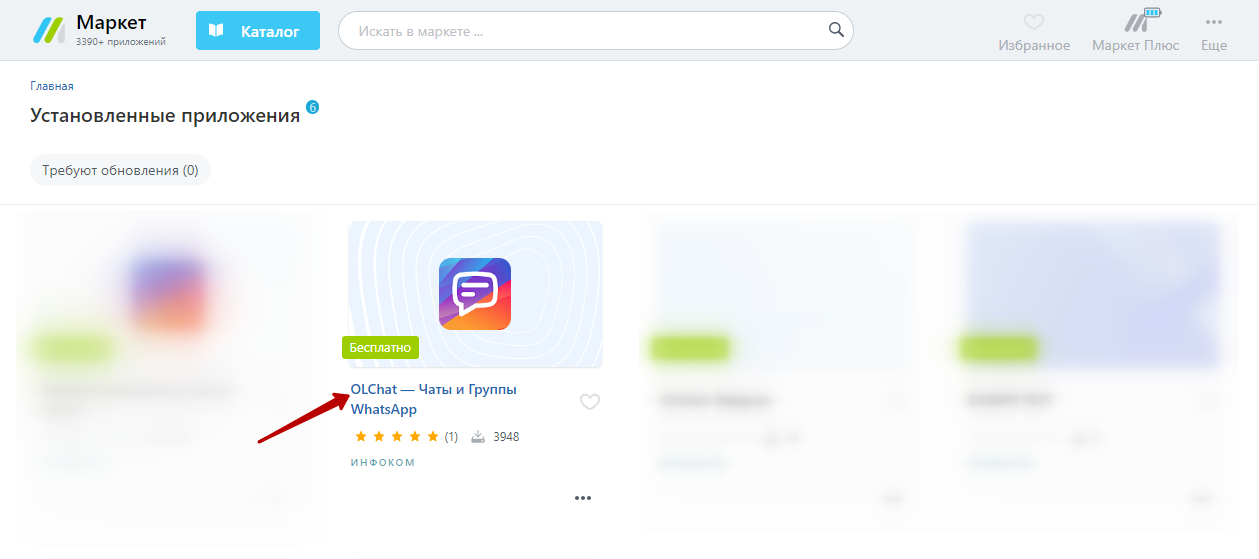 Маркет
3390+ приложений
Каталог
Искать в маркете ...
Избранное
Маркет Плюс
Еще
Главная
Установленные приложения 6
Требуют обновления (0)
Бесплатно
OLChat — Чаты и Группы
WhatsApp
(1) 3948
ИНФОКОМ